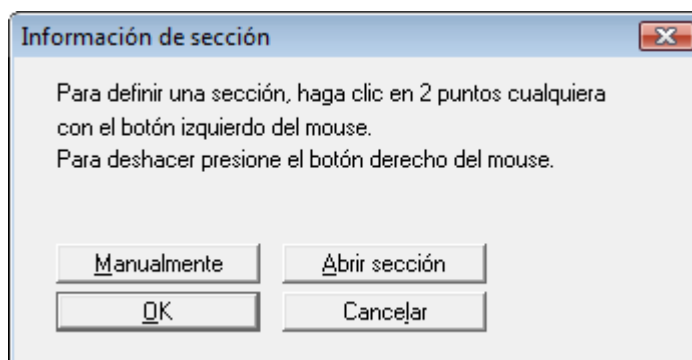 Información de sección
Para definir una sección, haga clic en 2 puntos cualquiera
con el botón izquierdo del mouse.
Para deshacer presione el botón derecho del mouse.
Manualmente
Abrir sección
OK
Cancelar